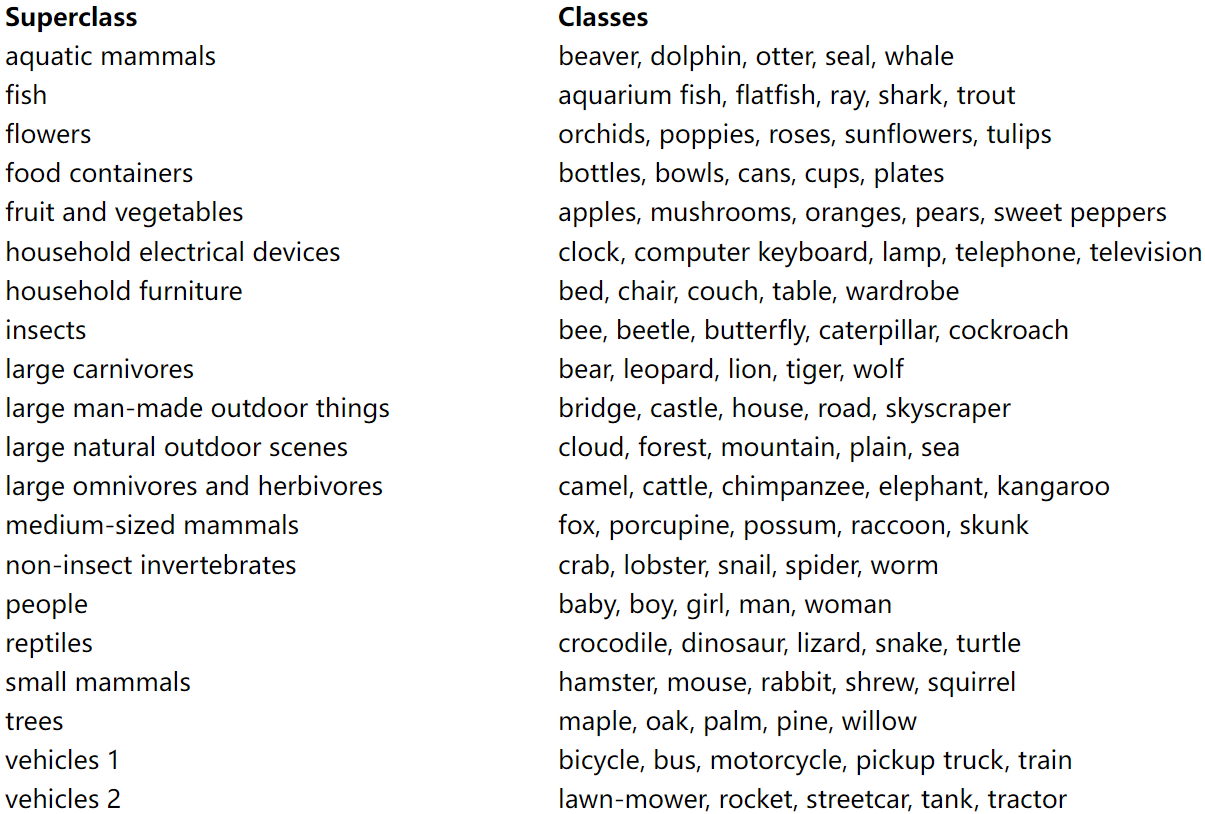 Superclass Classes
aquatic mammals beaver, dolphin, otter, seal, whale
fish aquarium fish, flatfish, ray, shark, trout
flowers orchids, poppies, roses, sunflowers, tulips
food containers bottles, bowls, cans, cups, plates
fruit and vegetables apples, mushrooms, oranges, pears, sweet peppers
household electrical devices clock, computer keyboard, lamp, telephone, television
household furniture bed, chair, couch, table, wardrobe
insects bee, beetle, butterfly, caterpillar, cockroach
large carnivores bear, leopard, lion, tiger, wolf
large man-made outdoor things bridge, castle, house, road, skyscraper
large natural outdoor scenes cloud, forest, mountain, plain, sea
large omnivores and herbivores camel, cattle, chimpanzee, elephant, kangaroo
medium-sized mammals fox, porcupine, possum, raccoon, skunk
non-insect invertebrates crab, lobster, snail, spider, worm
people baby, boy, girl, man, woman
reptiles crocodile, dinosaur, lizard, snake, turtle
small mammals hamster, mouse, rabbit, shrew, squirrel
trees maple, oak, palm, pine, willow
vehicles 1 bicycle, bus, motorcycle, pickup truck, train
vehicles 2 lawn-mower, rocket, streetcar, tank, tractor